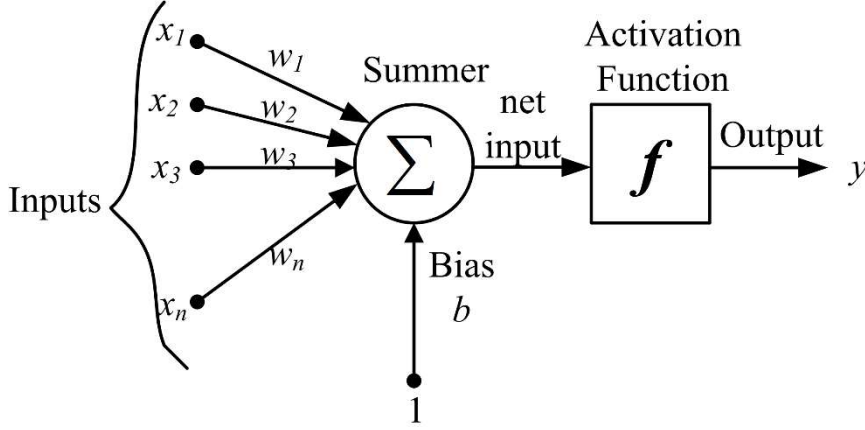 Inputs
x1
x2
x3
xn
w1
w2
w3
wn
Summer
Σ
Bias
b
1
net
input
Activation
Function
f
Output
y